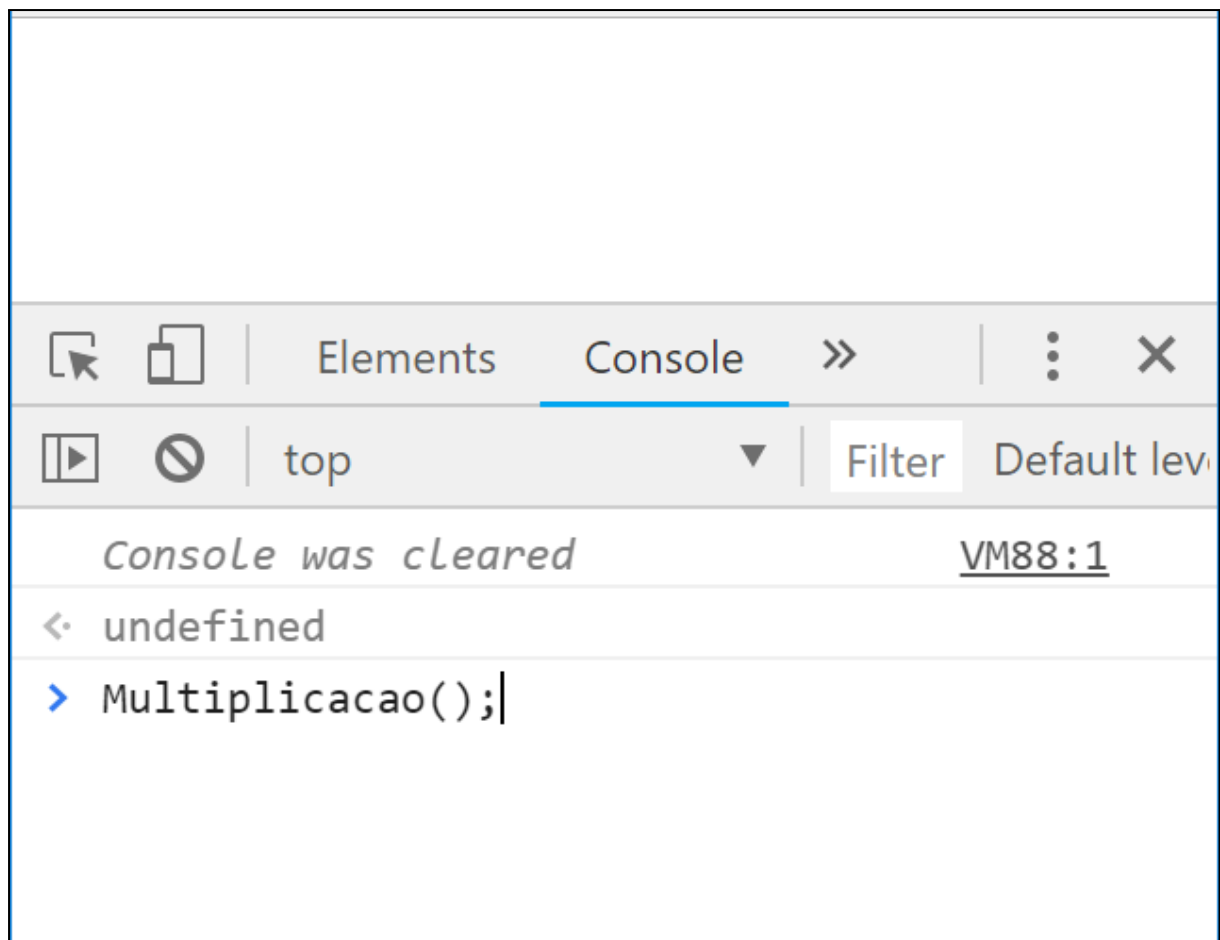 Elements Console
top Filter Default lev
Console was cleared VM88:1
undefined
Multiplicacao();